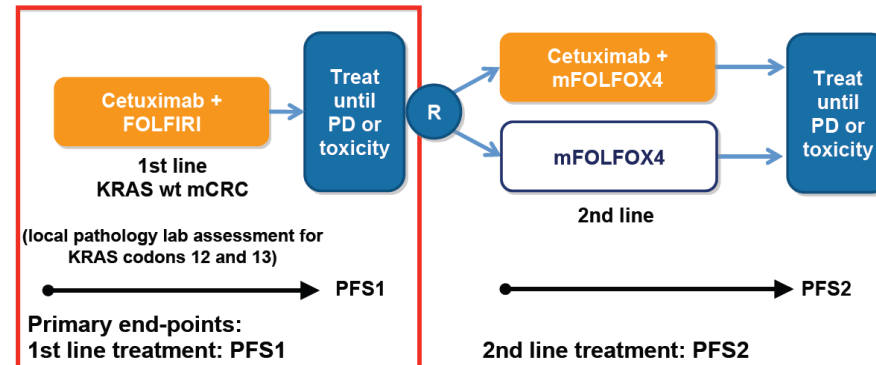 Cetuximab +
FOLFIRI
1st line
KRAS wt mCRC
(local pathology lab assessment for
KRAS codons 12 and 13)
Treat
until
PD or
toxicity
PFS1
Primary end-points:
1st line treatment: PFS1
R
Cetuximab +
mFOLFOX4
mFOLFOX4
2nd line
Treat
until
PD or
toxicity
PFS2
2nd line treatment: PFS2